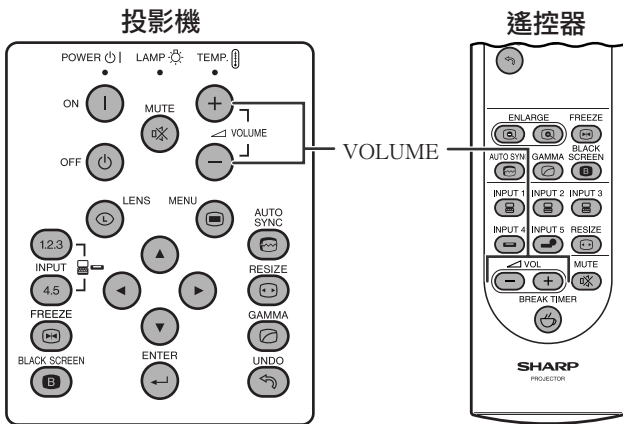 投影機
POWER LAMP TEMP.
ON
MUTE
VOLUME
OFF
LENS
MENU
AUTO SYNC
1.2.3
INPUT
4.5
RESIZE
FREEZE
GAMMA
BLACK SCREEN
B
ENTER
UNDO
VOLUME
遙控器
ENLARGE
FREEZE
AUTO SYNC
GAMMA
BLACK SCREEN
B
INPUT 1 INPUT 2 INPUT 3
INPUT 4 INPUT 5 RESIZE
VOL
MUTE
BREAK TIMER
SHARP
PROJECTOR